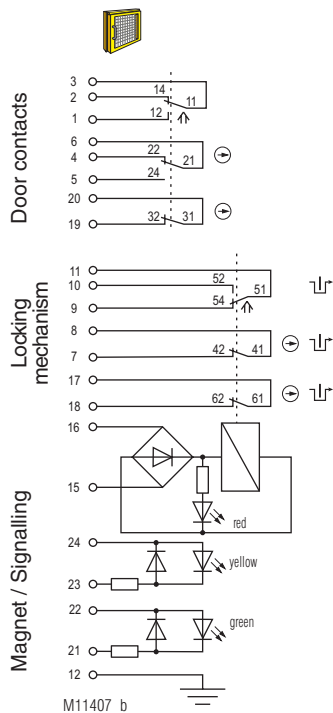 Door contacts
3
2 14 11
1 12
6
4 22 21
5 24
20
19 32 31
Locking
mechanism
11
10 52 51
9 54
8
7 42 41
17
18 62 61
Magnet / Signalling
16
15
red
24
yellow
23
22
green
21
12
M11407 b